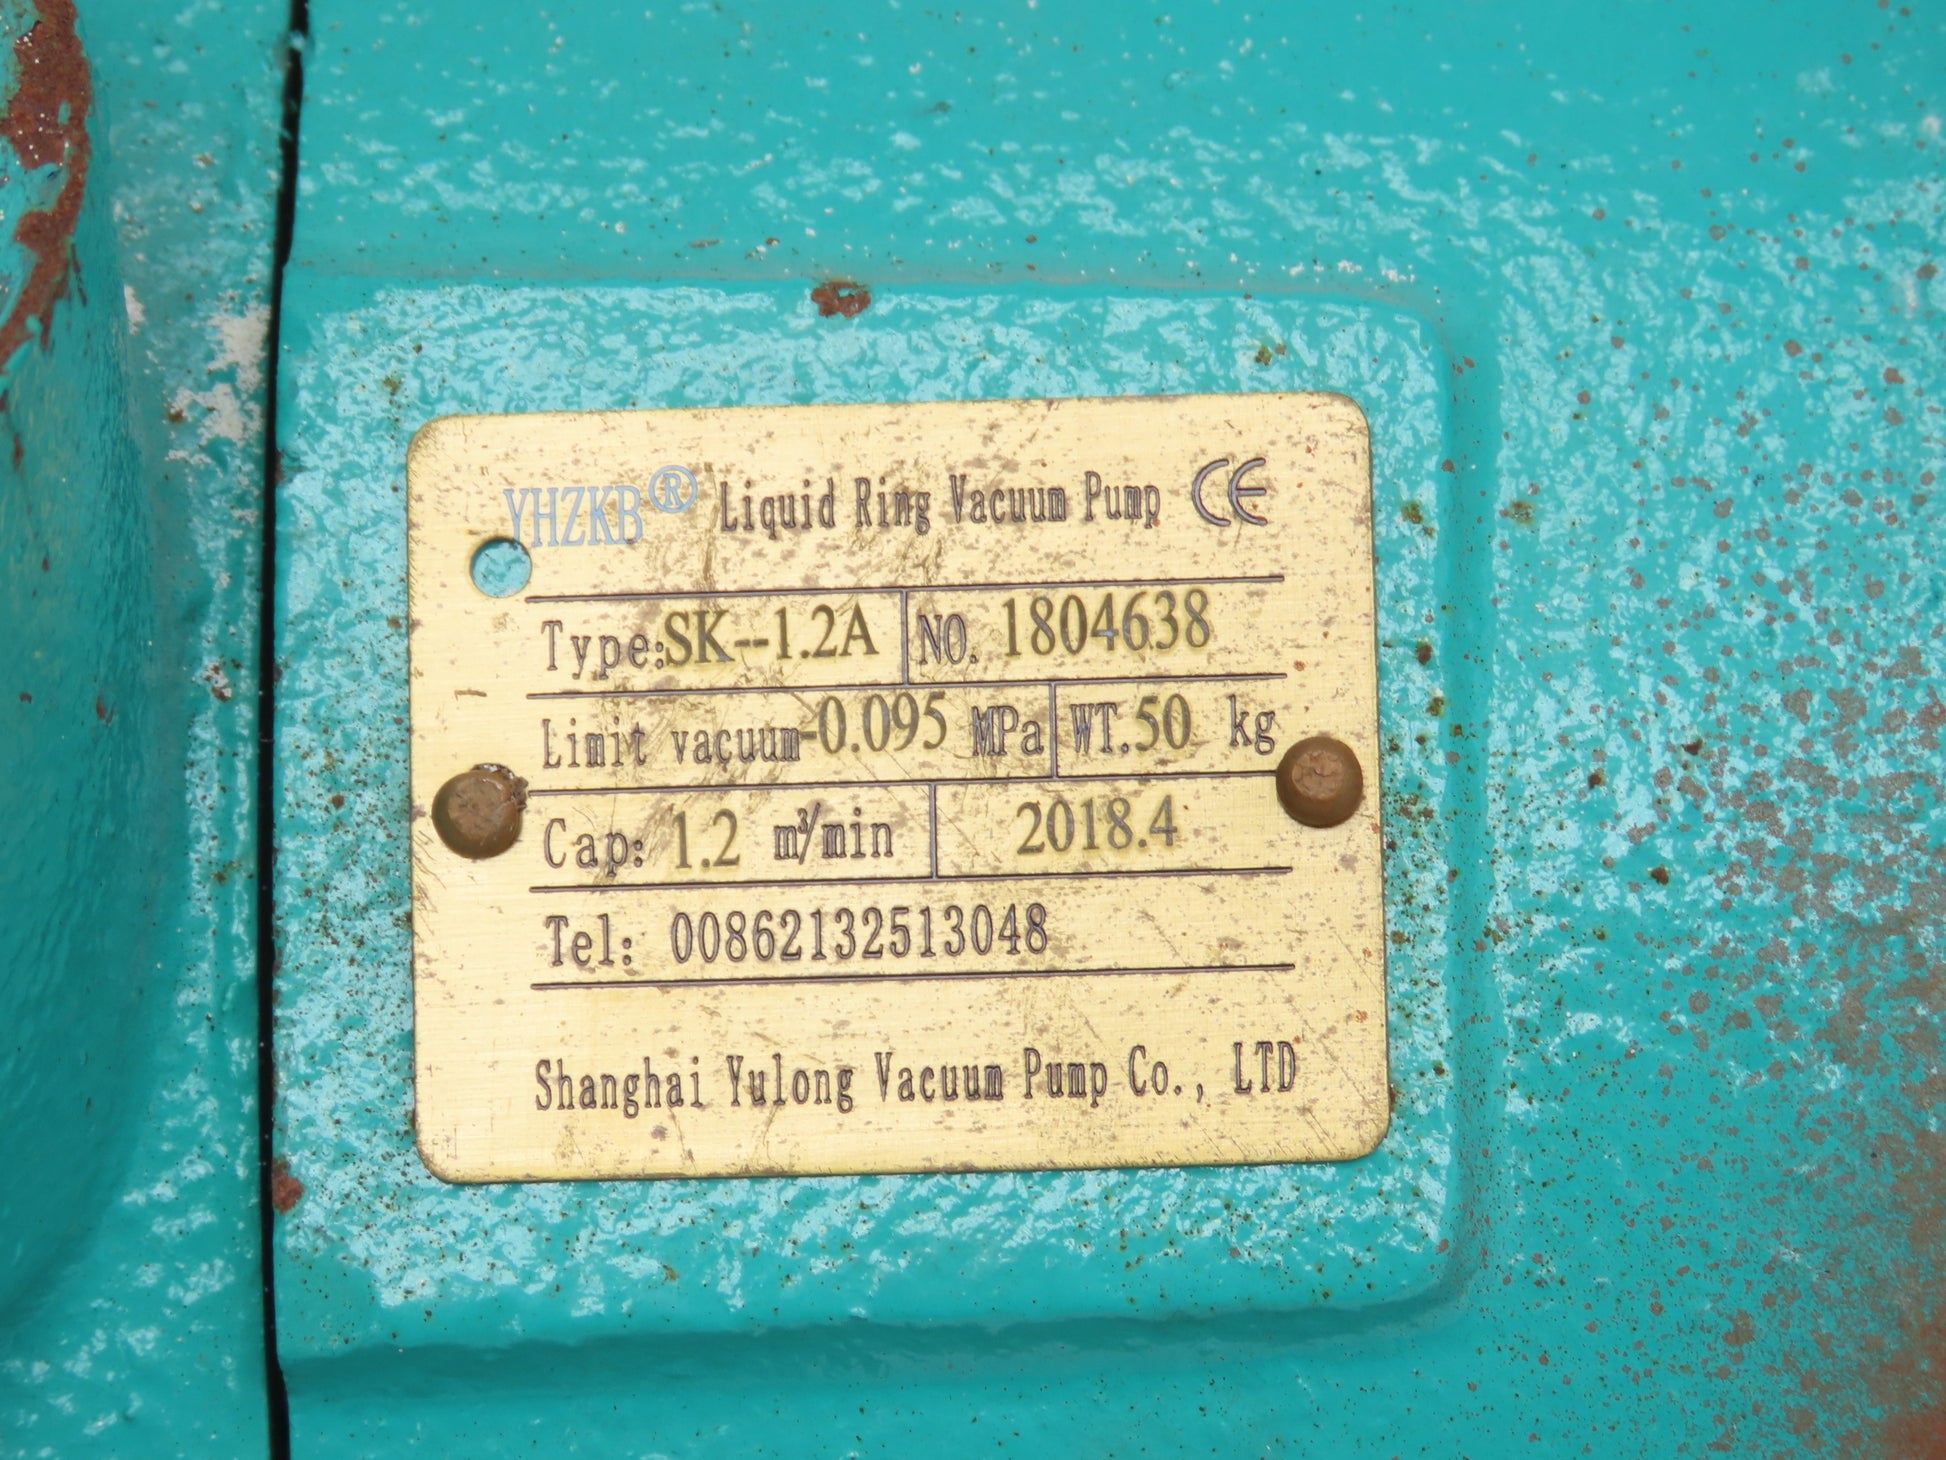 YHZKB® Liquid Ring Vacuum Pump CE
Type:SK--1.2A NO. 1804638
Limit vacuum-0.095 MPa WT.50 kg
Cap: 1.2 m³/min 2018.4
Tel: 00862132513048
Shanghai Yulong Vacuum Pump Co., LTD